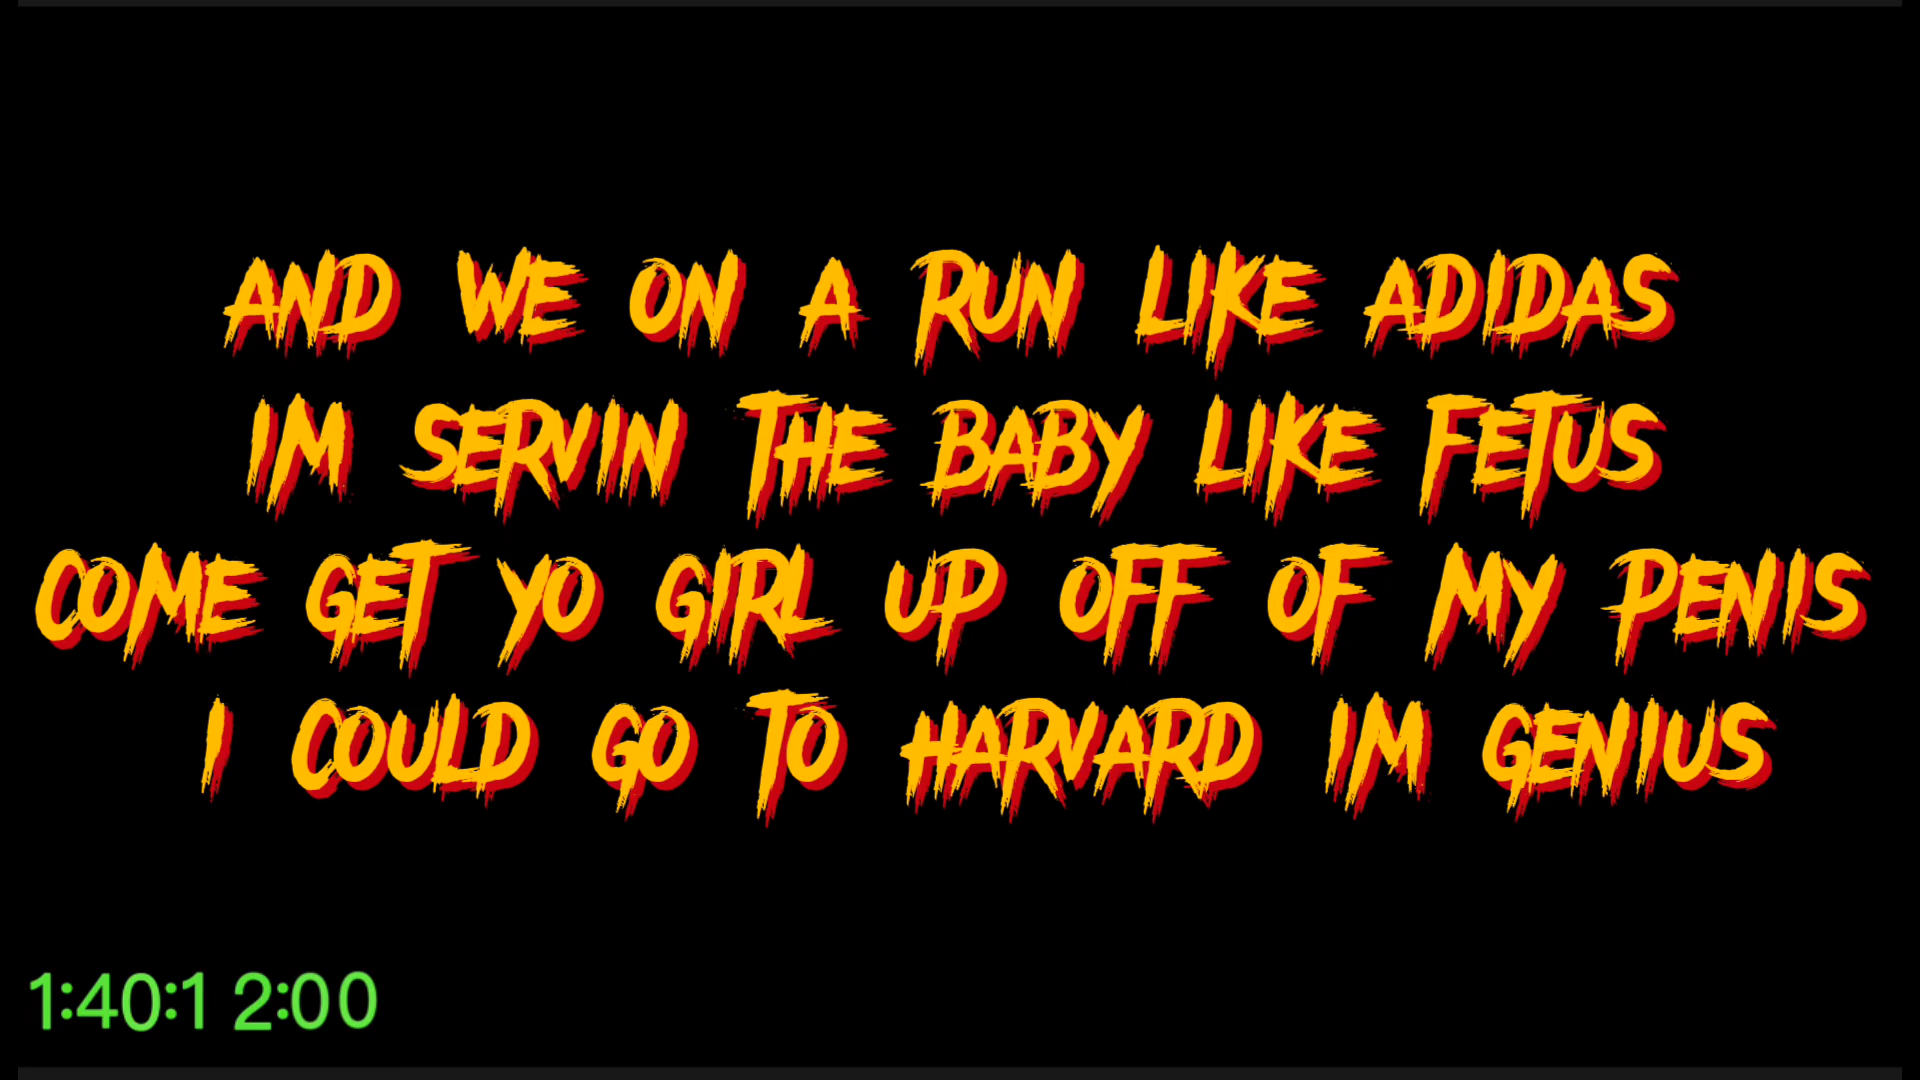 AND WE ON A RUN LIKE ADIDAS
IM SERVIN THE BABY LIKE FETUS
COME GET YO GIRL UP OFF OF MY PENIS
I COULD GO TO HARVARD IM GENIUS
1:40:1 2:00